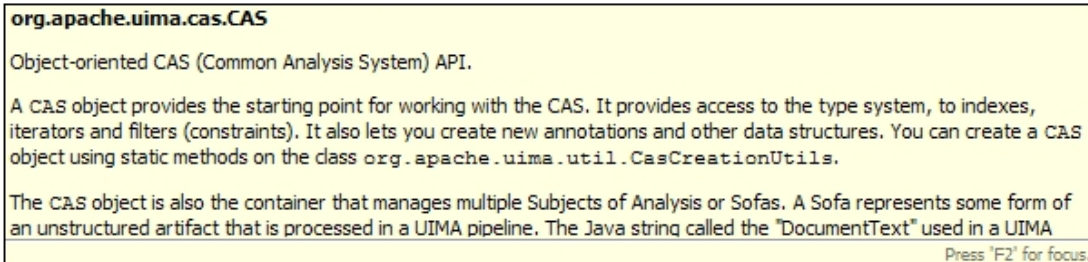 org.apache.uima.cas.CAS
Object-oriented CAS (Common Analysis System) API.
A CAS object provides the starting point for working with the CAS. It provides access to the type system, to indexes,
iterators and filters (constraints). It also lets you create new annotations and other data structures. You can create a CAS
object using static methods on the class org.apache.uima.util.CasCreationUtils.
The CAS object is also the container that manages multiple Subjects of Analysis or Sofas. A Sofa represents some form of
an unstructured artifact that is processed in a UIMA pipeline. The Java string called the "DocumentText" used in a UIMA
Press 'F2' for focus